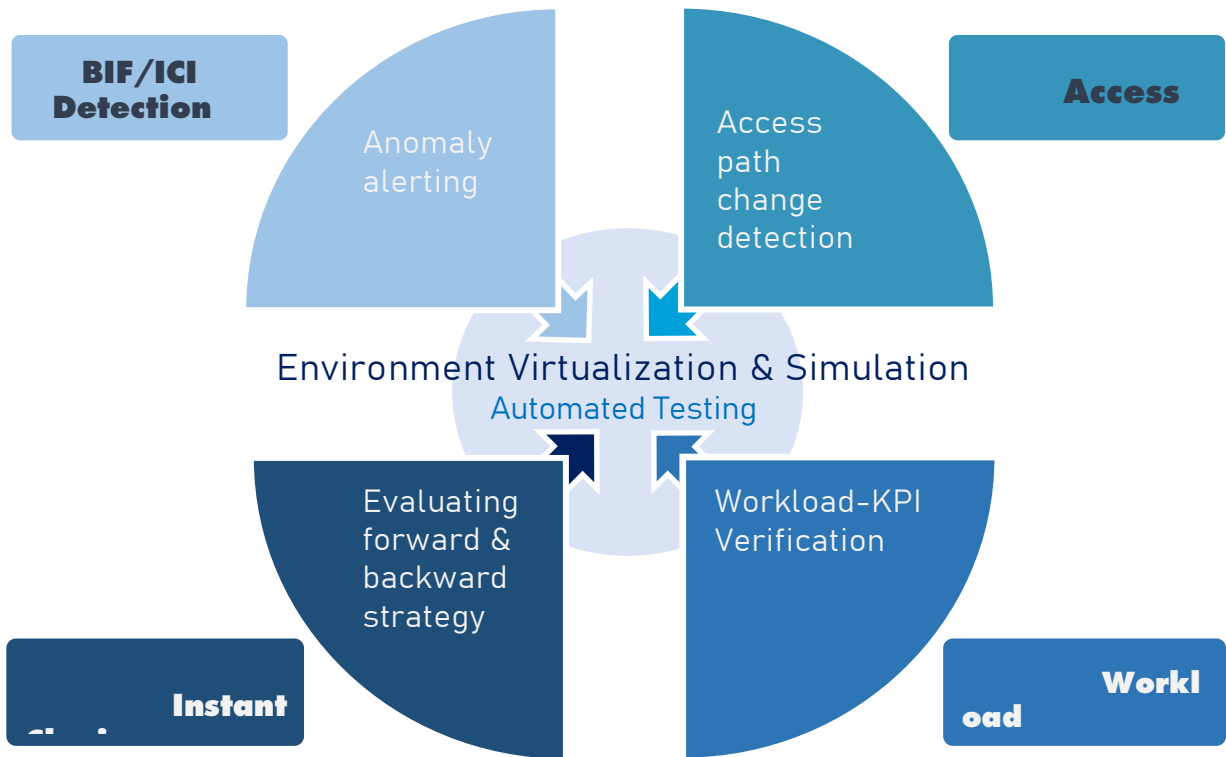 BIF/ICI
Detection
Anomaly
alerting
Access
path
change
detection
Access
Environment Virtualization & Simulation
Automated Testing
Evaluating
forward &
backward
strategy
Workload-KPI
Verification
Instant
Workl
oad